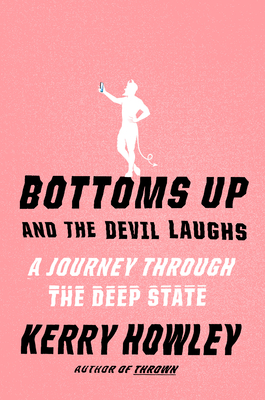 BOTTOMS UP
AND THE DEVIL LAUGHS
A JOURNEY THROUGH
THE DEEP STATE
KERRY HOWLEY
AUTHOR OF THROWN